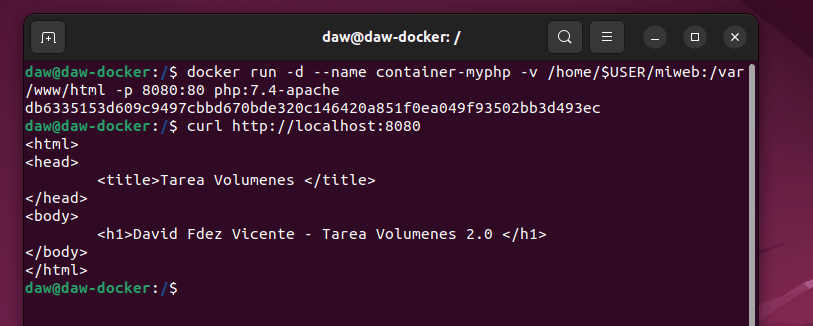 daw@daw-docker: /
daw@daw-docker:/$ docker run -d --name container-myphp -v /home/$USER/miweb:/var
/www/html -p 8080:80 php:7.4-apache
db6335153d609c9497cbbd670bde320c146420a851f0ea049f93502bb3d493ec
daw@daw-docker:/$ curl http://localhost:8080
<html>
<head>
        <title>Tarea Volumenes </title>
</head>
<body>
        <h1>David Fdez Vicente - Tarea Volumenes 2.0 </h1>
</body>
</html>
daw@daw-docker:/$